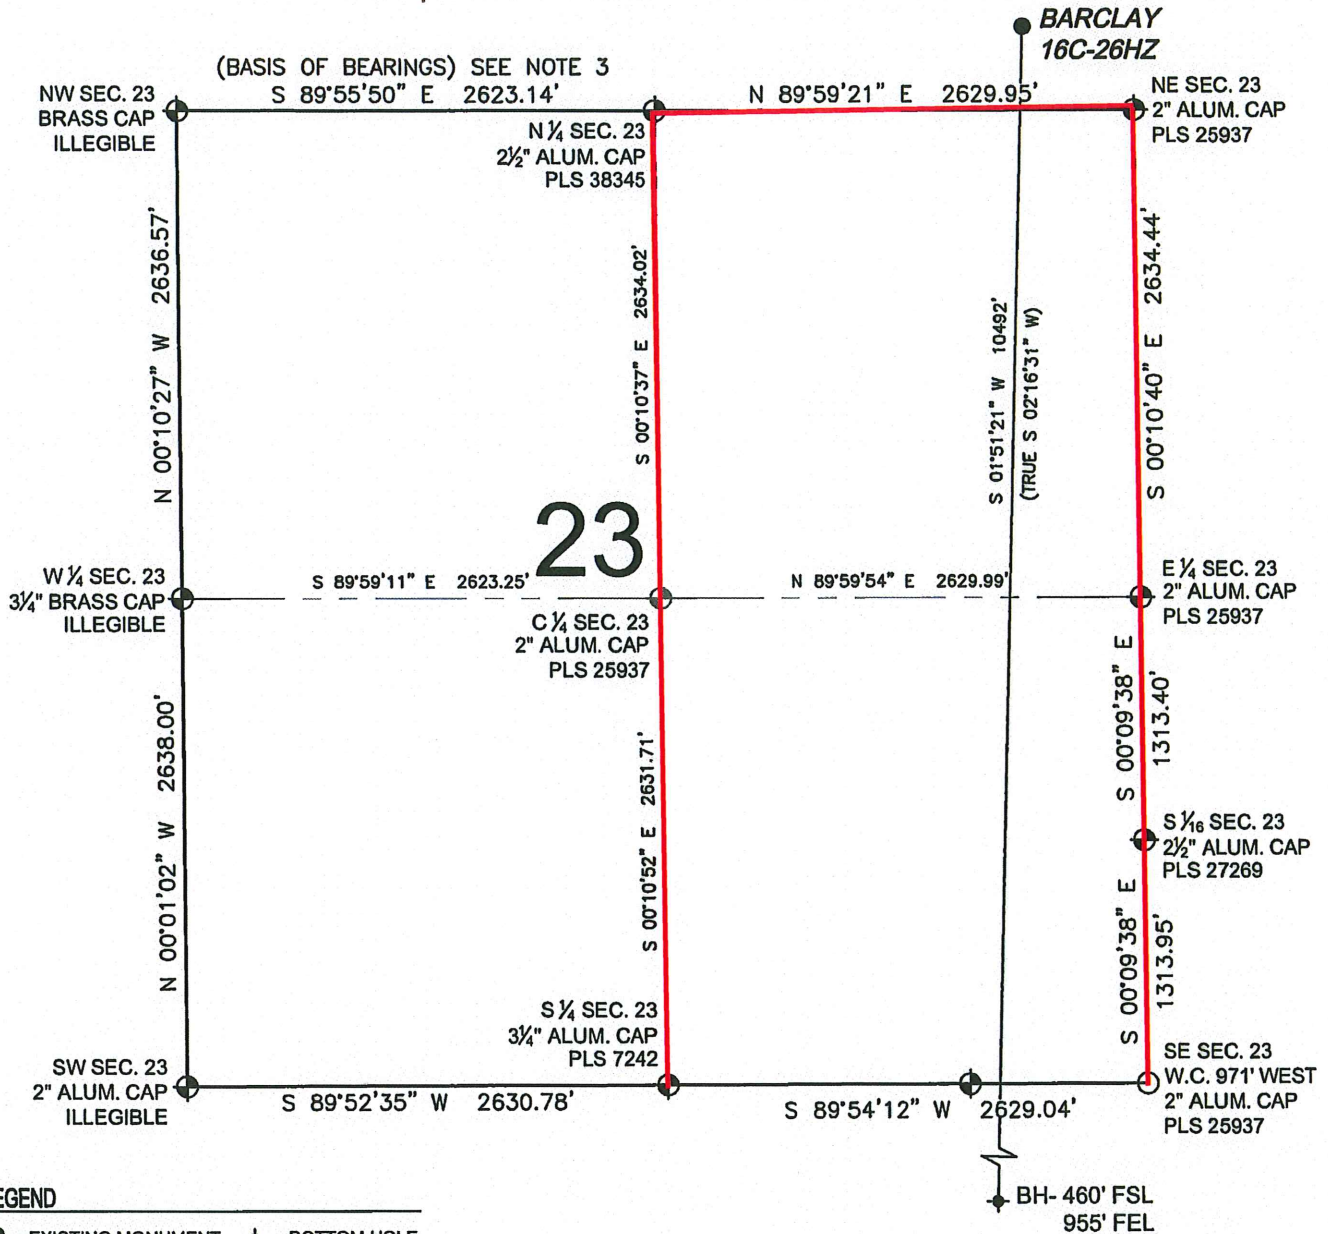 BARCLAY
16C-26HZ
(BASIS OF BEARINGS) SEE NOTE 3
S 89°55'50" E 2623.14'
N 89°59'21" E 2629.95'
NW SEC. 23
BRASS CAP
ILLEGIBLE
N ¼ SEC. 23
2½" ALUM. CAP
PLS 38345
NE SEC. 23
2" ALUM. CAP
PLS 25937
N 00°10'27" W 2636.57'
S 00°10'37" E 2634.02'
S 01°51'21" W 10492'
(TRUE S 02°16'31" W)
S 00°10'40" E 2634.44'
23
W ¼ SEC. 23
3¼" BRASS CAP
ILLEGIBLE
S 89°59'11" E 2623.25'
N 89°59'54" E 2629.99'
C ¼ SEC. 23
2" ALUM. CAP
PLS 25937
E ¼ SEC. 23
2" ALUM. CAP
PLS 25937
N 00°01'02" W 2638.00'
S 00°10'52" E 2631.71'
S 00°09'38" E
1313.40'
S 1⁄16 SEC. 23
2½" ALUM. CAP
PLS 27269
S 00°09'38" E
1313.95'
SW SEC. 23
2" ALUM. CAP
ILLEGIBLE
S ¼ SEC. 23
3¼" ALUM. CAP
PLS 7242
SE SEC. 23
W.C. 971' WEST
2" ALUM. CAP
PLS 25937
S 89°52'35" W 2630.78'
S 89°54'12" W 2629.04'
BH- 460' FSL
955' FEL
EGEND
EXISTING MONUMENT
BOTTOM HOLE